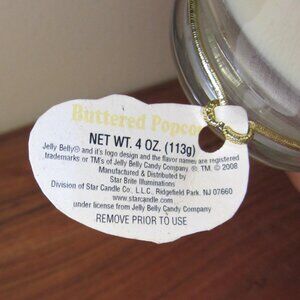 Buttered Popco
NET WT. 4 OZ. (113g)
Jelly Belly® and it's logo design and the flavor names are registered
trademarks or TM's of Jelly Belly Candy Company. ®, TM, © 2008
Manufactured & Distributed by
Star Brite Illuminations
Division of Star Candle Co., L.L.C. Ridgefield Park, NJ 07660
www.starcandle.com
under license from Jelly Belly Candy Company
REMOVE PRIOR TO USE